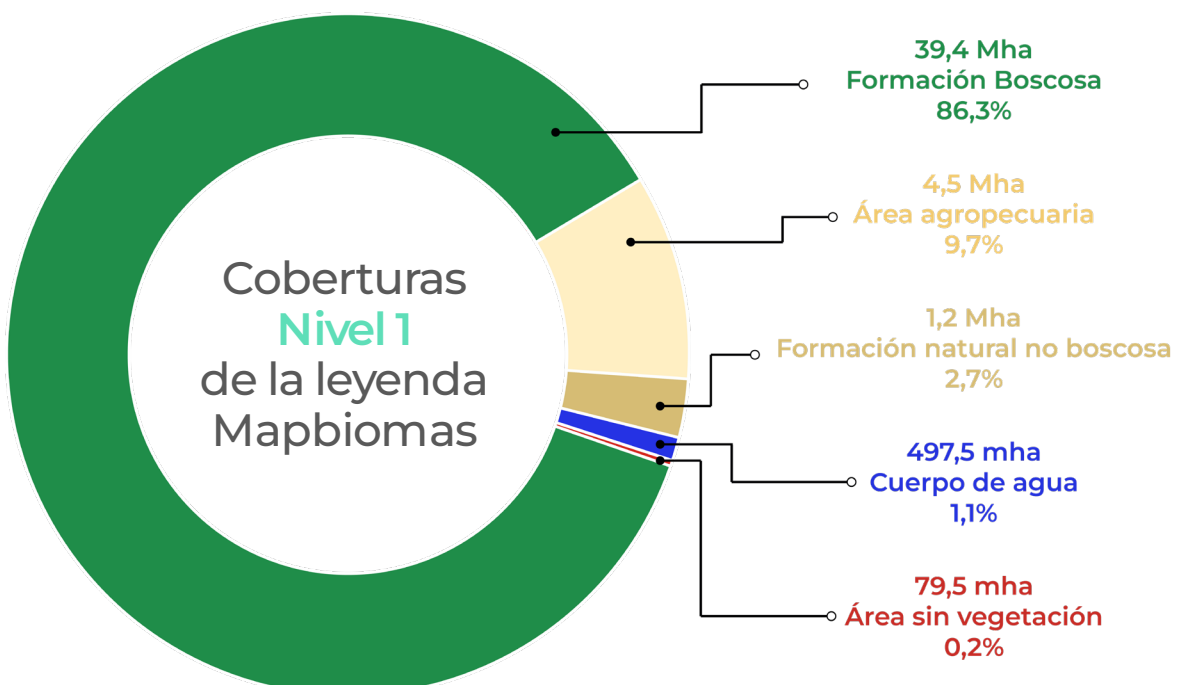 Coberturas
Nivel 1
de la leyenda
Mapbiomas
39,4 Mha
Formación Boscosa
86,3%
4,5 Mha
Área agropecuaria
9,7%
1,2 Mha
Formación natural no boscosa
2,7%
497,5 mha
Cuerpo de agua
1,1%
79,5 mha
Área sin vegetación
0,2%